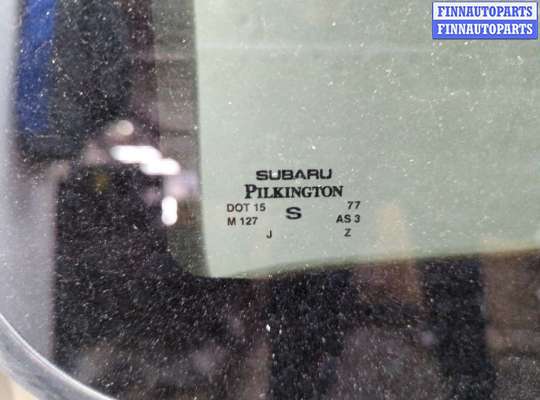 FINNAUTOPARTS
FINNAUTOPARTS
SUBARU
PILKINGTON
DOT 15 77
M 127 S AS 3
J Z